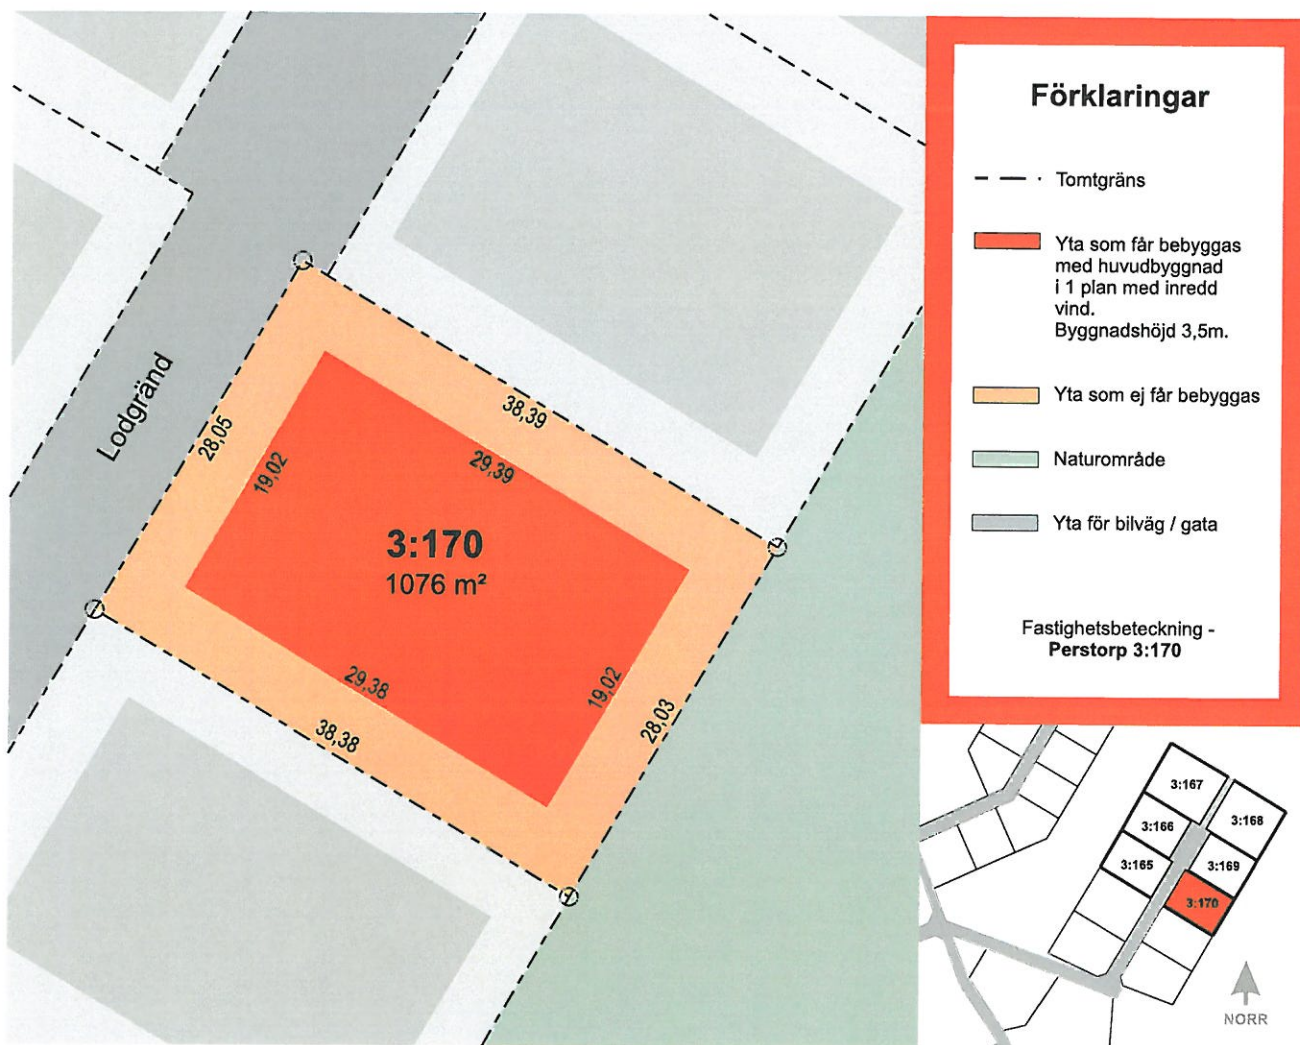 Lodgränd
28,05
38,39
19,02
29,39
3:170
1076 m²
29,38
19,02
38,38
28,03
Förklaringar
Tomtgräns
Yta som får bebyggas
med huvudbyggnad
i 1 plan med inredd
vind.
Byggnadshöjd 3,5m.
Yta som ej får bebyggas
Naturområde
Yta för bilväg / gata
Fastighetsbeteckning -
Perstorp 3:170
3:167
3:168
3:166
3:165
3:169
3:170
NORR